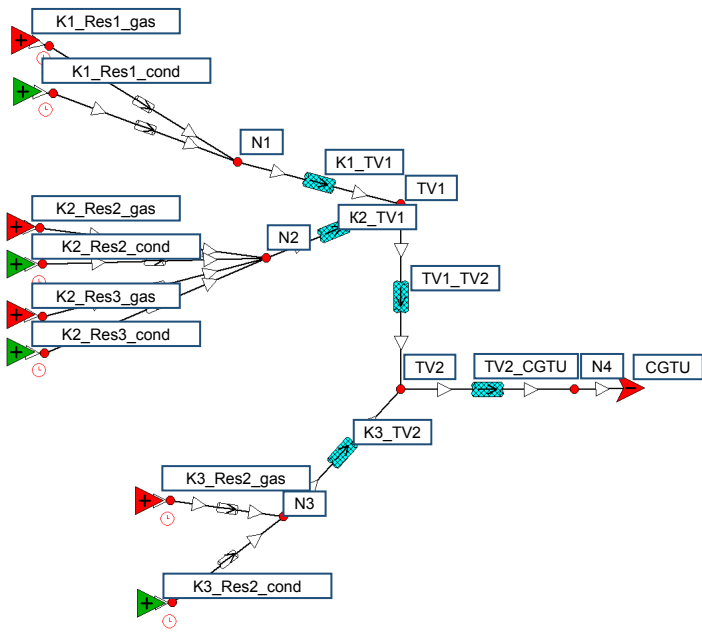 K1_Res1_gas
K1_Res1_cond
N1
K1_TV1
TV1
K2_Res2_gas
K2_TV1
N2
K2_Res2_cond
TV1_TV2
K2_Res3_gas
K2_Res3_cond
TV2
TV2_CGTU
N4
CGTU
K3_TV2
K3_Res2_gas
N3
K3_Res2_cond